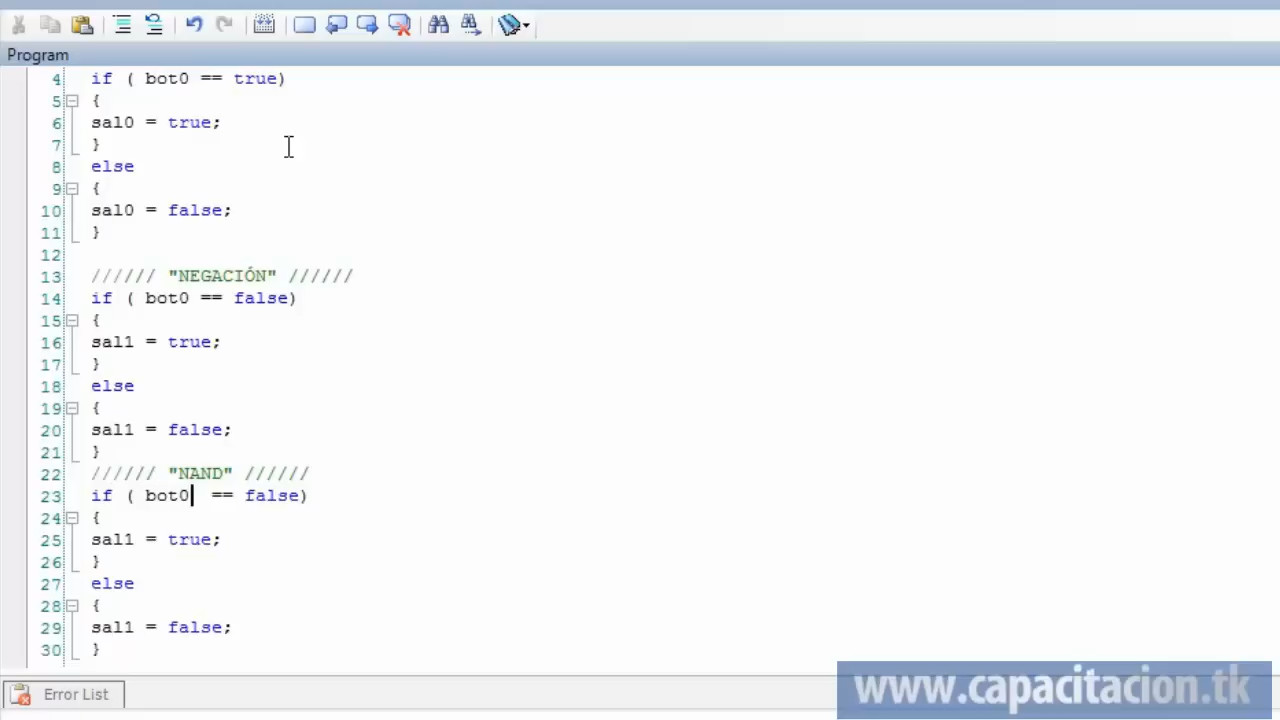 Program
4 if ( bot0 == true)
5 {
6 sal0 = true;
7 }
8 else
9 {
10 sal0 = false;
11 }
12
13 ////// "NEGACIÓN" //////
14 if ( bot0 == false)
15 {
16 sal1 = true;
17 }
18 else
19 {
20 sal1 = false;
21 }
22 ////// "NAND" //////
23 if ( bot0  == false)
24 {
25 sal1 = true;
26 }
27 else
28 {
29 sal1 = false;
30 }
Error List
www.capacitacion.tk